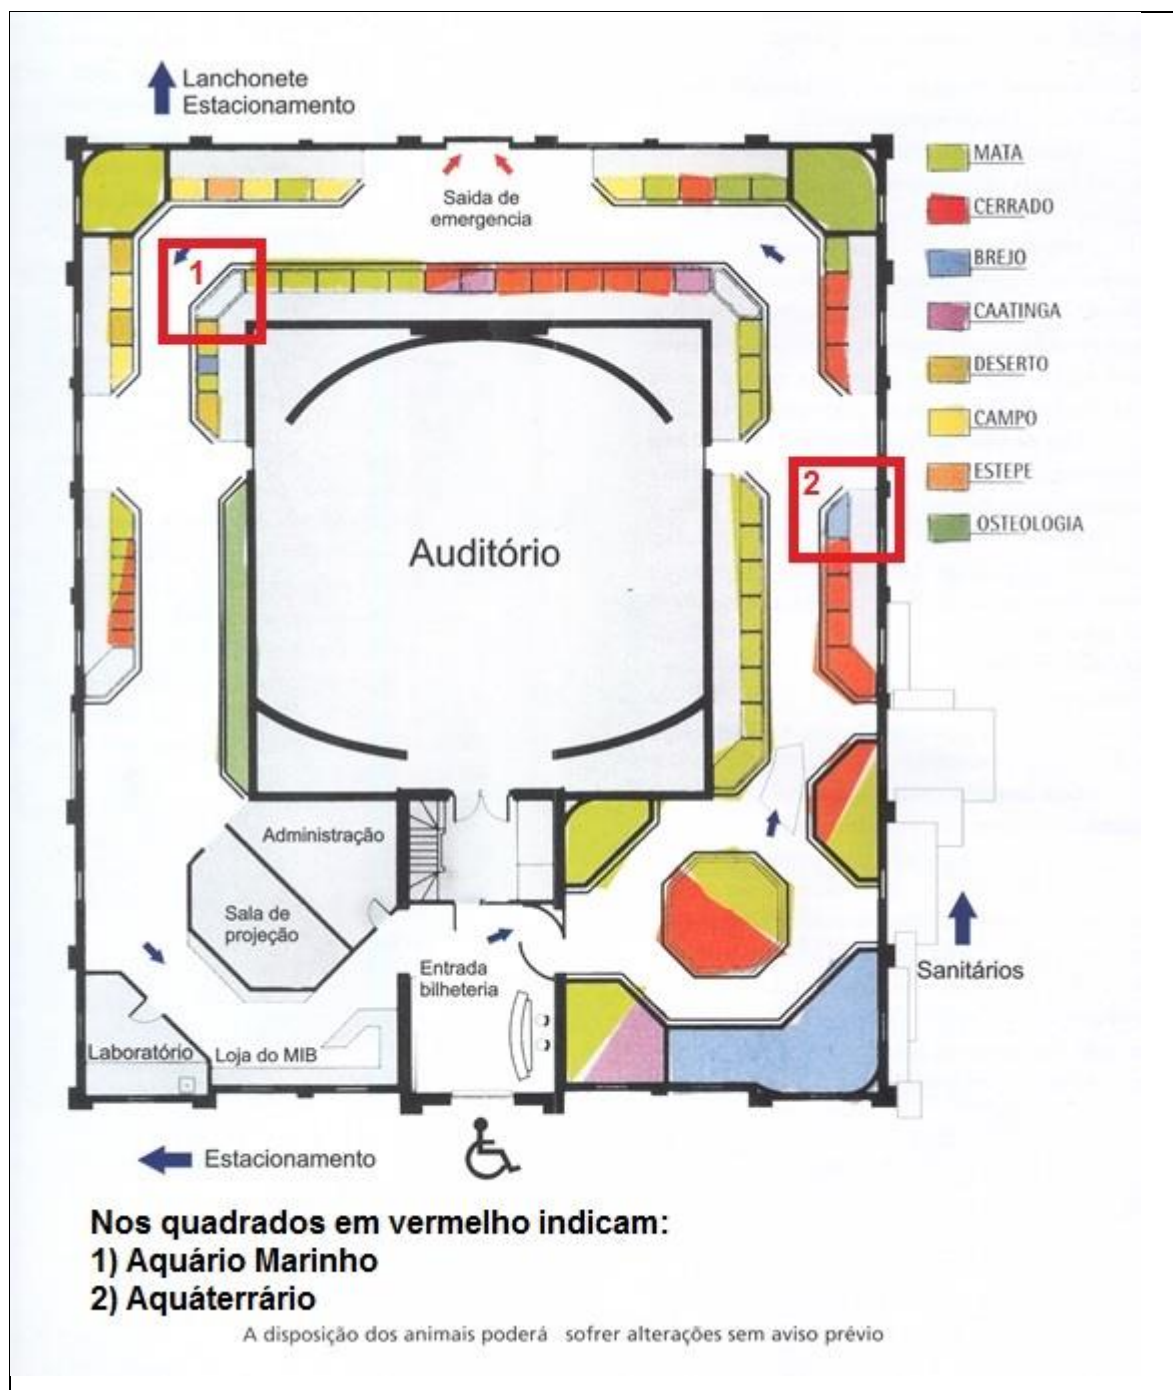 Lanchonete
Estacionamento
Saida de
emergencia
MATA
CERRADO
BREJO
CAATINGA
DESERTO
CAMPO
ESTEPE
OSTEOLOGIA
1
2
Auditório
Administração
Sala de
projeção
Entrada
bilheteria
Sanitários
Laboratório
Loja do MIB
Estacionamento
Nos quadrados em vermelho indicam:
1) Aquário Marinho
2) Aquáterrário
A disposição dos animais poderá sofrer alterações sem aviso prévio